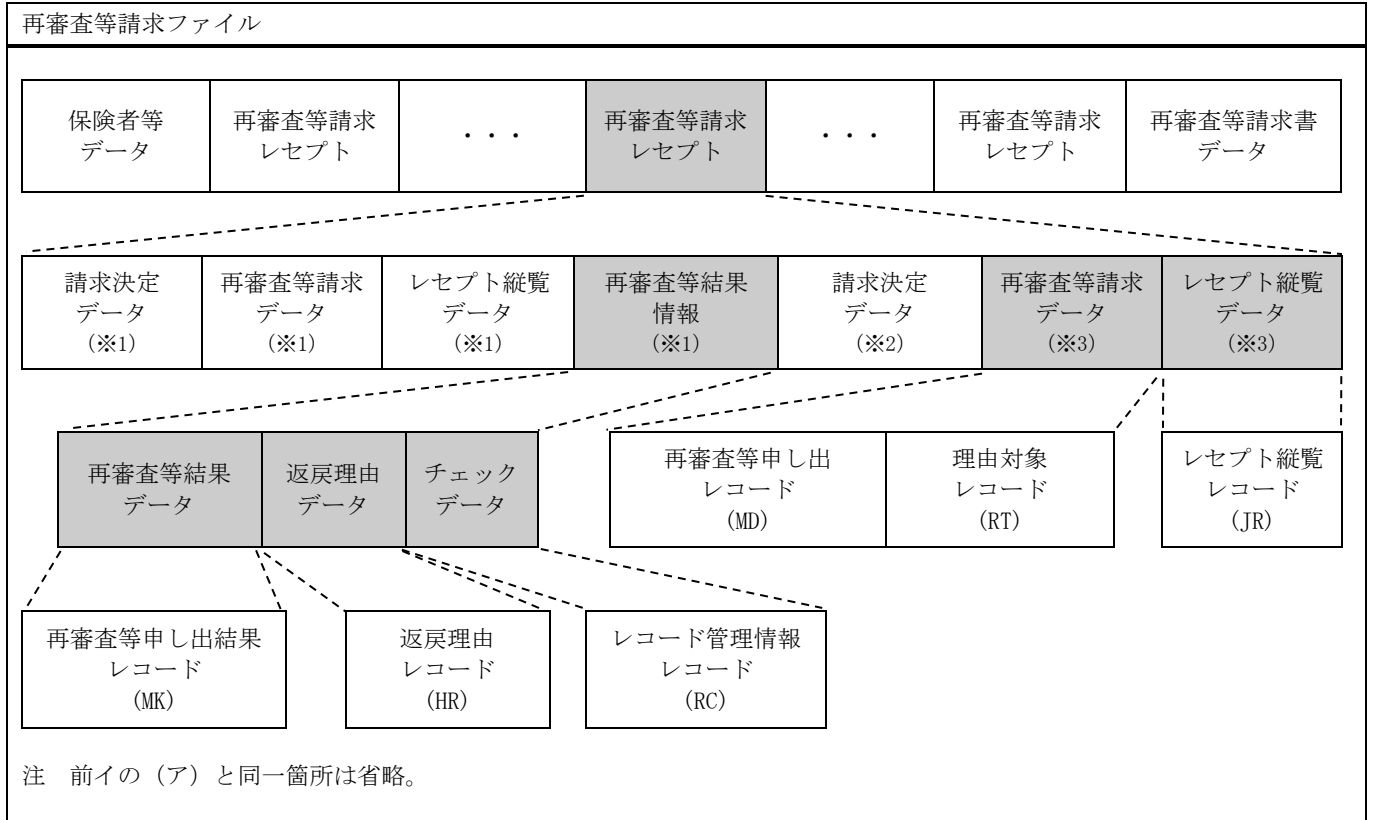 再審査等請求ファイル
保険者等
データ
再審査等請求
レセプト
・・・
再審査等請求
レセプト
・・・
再審査等請求
レセプト
再審査等請求書
データ
請求決定
データ
(※1)
再審査等請求
データ
(※1)
レセプト縦覧
データ
(※1)
再審査等結果
情報
(※1)
請求決定
データ
(※2)
再審査等請求
データ
(※3)
レセプト縦覧
データ
(※3)
再審査等結果
データ
返戻理由
データ
チェック
データ
再審査等申し出
レコード
(MD)
理由対象
レコード
(RT)
レセプト縦覧
レコード
(JR)
再審査等申し出結果
レコード
(MK)
返戻理由
レコード
(HR)
レコード管理情報
レコード
(RC)
注　前イの（ア）と同一箇所は省略。